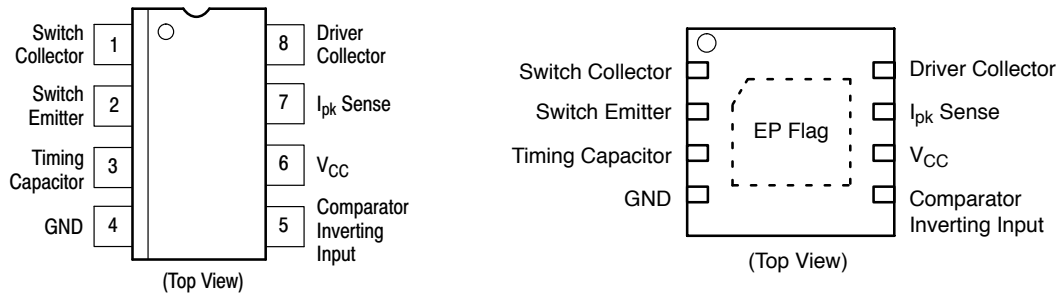 Switch
Collector
1
8
Driver
Collector
Switch
Emitter
2
7
Ipk Sense
Timing
Capacitor
3
6
VCC
GND
4
5
Comparator
Inverting
Input
(Top View)
Switch Collector
Driver Collector
Switch Emitter
Ipk Sense
EP Flag
Timing Capacitor
VCC
GND
Comparator
Inverting Input
(Top View)